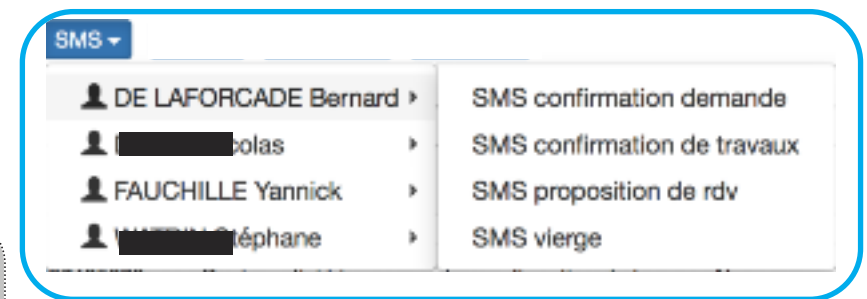 SMS
DE LAFORCADE Bernard
colas
FAUCHILLE Yannick
téphane
SMS confirmation demande
SMS confirmation de travaux
SMS proposition de rdv
SMS vierge